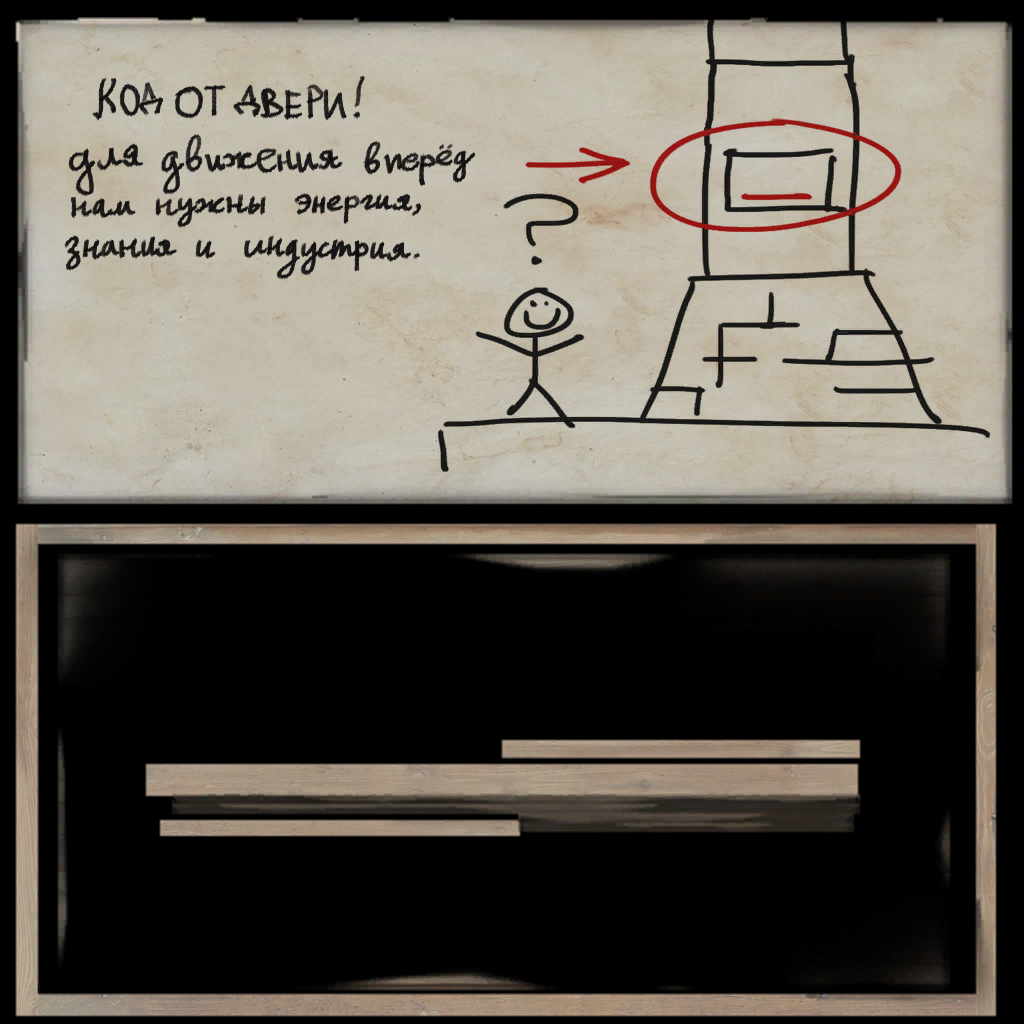 КОД ОТ ДВЕРИ!
для движения вперёд
нам нужны энергия,
знания и индустрия.
?